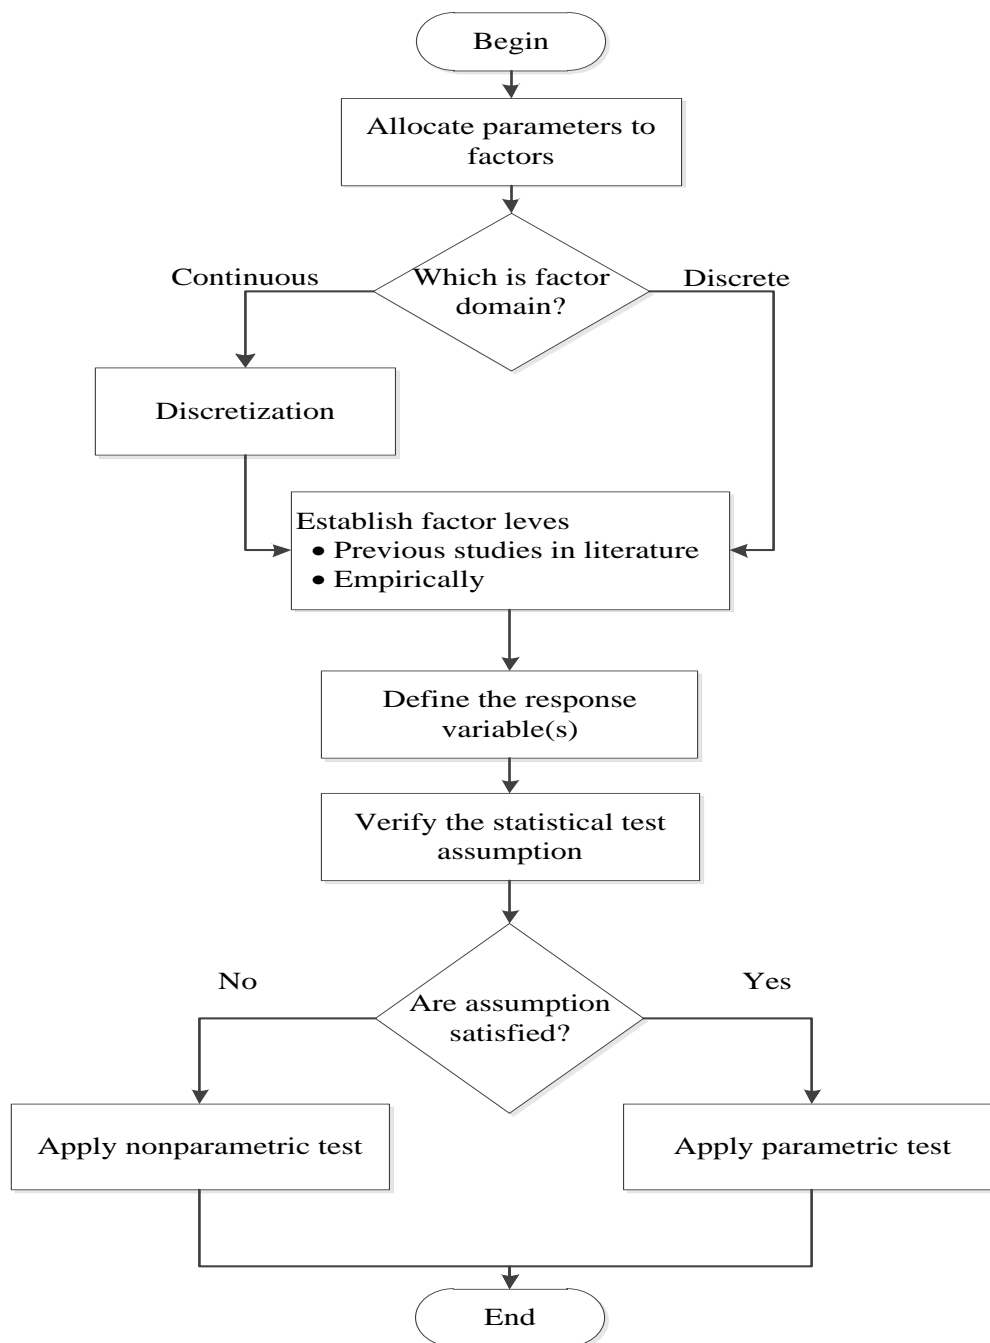 Begin
Allocate parameters to
factors
Continuous
Which is factor
domain?
Discrete
Discretization
Establish factor leves
• Previous studies in literature
• Empirically
Define the response
variable(s)
Verify the statistical test
assumption
No
Are assumption
satisfied?
Yes
Apply nonparametric test
Apply parametric test
End